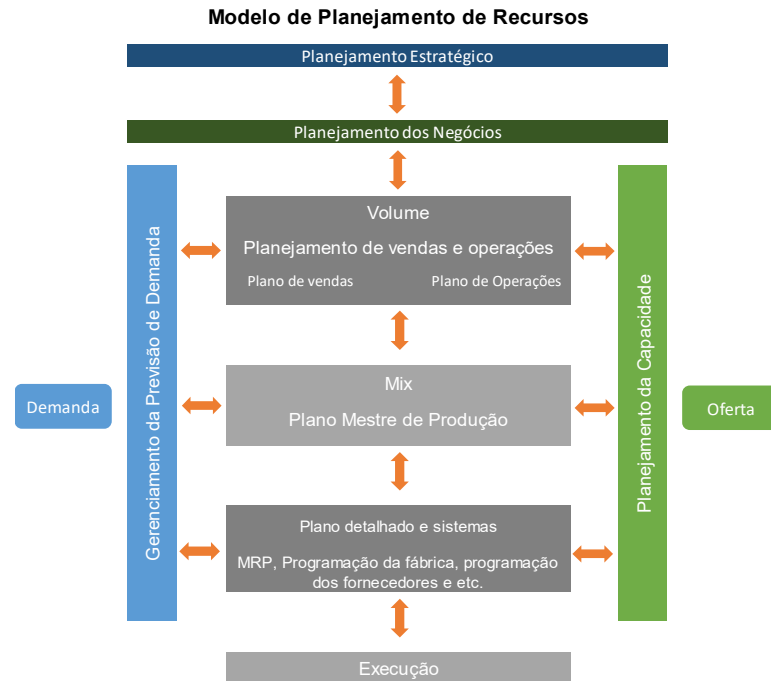 Modelo de Planejamento de Recursos
Planejamento Estratégico
Planejamento dos Negócios
Gerenciamento da Previsão de Demanda
Volume
Planejamento de vendas e operações
Plano de vendas
Plano de Operações
Planejamento da Capacidade
Demanda
Mix
Plano Mestre de Produção
Oferta
Plano detalhado e sistemas
MRP, Programação da fábrica, programação
dos fornecedores e etc.
Execução